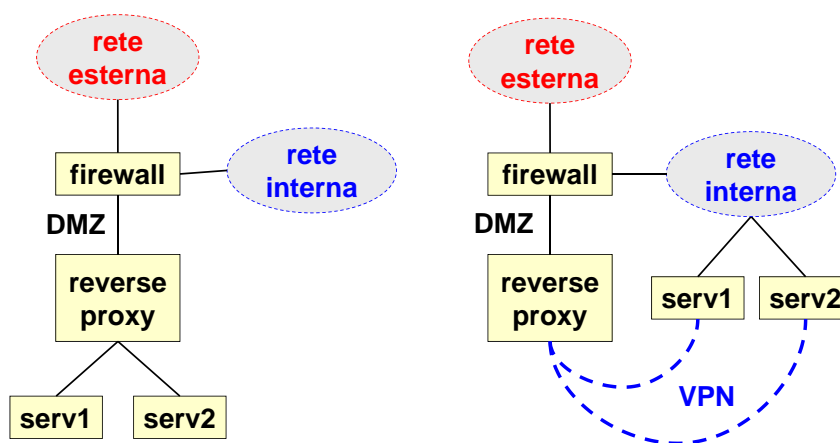 rete
esterna
firewall
rete
interna
DMZ
reverse
proxy
serv1
serv2
rete
esterna
firewall
rete
interna
DMZ
reverse
proxy
serv1
serv2
VPN